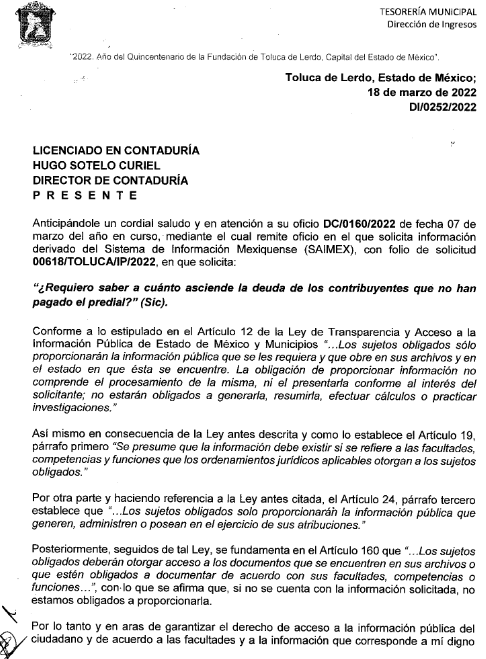 TESORERÍA MUNICIPAL
Dirección de Ingresos
"2022. Año del Quincentenario de la Fundación de Toluca de Lerdo, Capital del Estado de México".
Toluca de Lerdo, Estado de México;
18 de marzo de 2022
DI/0252/2022
LICENCIADO EN CONTADURÍA
HUGO SOTELO CURIEL
DIRECTOR DE CONTADURÍA
P R E S E N T E
Anticipándole un cordial saludo y en atención a su oficio DC/0160/2022 de fecha 07 de
marzo del año en curso, mediante el cual remite oficio en el que solicita información
derivado del Sistema de Información Mexiquense (SAIMEX), con folio de solicitud
00618/TOLUCA/IP/2022, en que solicita:
"¿Requiero saber a cuánto asciende la deuda de los contribuyentes que no han
pagado el predial?" (Sic).
Conforme a lo estipulado en el Artículo 12 de la Ley de Transparencia y Acceso a la
Información Pública de Estado de México y Municipios "...Los sujetos obligados sólo
proporcionarán la información pública que se les requiera y que obre en sus archivos y en
el estado en que ésta se encuentre. La obligación de proporcionar información no
comprende el procesamiento de la misma, ni el presentarla conforme al interés del
solicitante; no estarán obligados a generarla, resumirla, efectuar cálculos o practicar
investigaciones."
Así mismo en consecuencia de la Ley antes descrita y como lo establece el Artículo 19,
párrafo primero "Se presume que la información debe existir si se refiere a las facultades,
competencias y funciones que los ordenamientos jurídicos aplicables otorgan a los sujetos
obligados."
Por otra parte y haciendo referencia a la Ley antes citada, el Artículo 24, párrafo tercero
establece que "...Los sujetos obligados solo proporcionarán la información pública que
generen, administren o posean en el ejercicio de sus atribuciones."
Posteriormente, seguidos de tal Ley, se fundamenta en el Artículo 160 que "...Los sujetos
obligados deberán otorgar acceso a los documentos que se encuentren en sus archivos o
que estén obligados a documentar de acuerdo con sus facultades, competencias o
funciones...", con lo que se afirma que, si no se cuenta con la información solicitada, no
estamos obligados a proporcionarla.
Por lo tanto y en aras de garantizar el derecho de acceso a la información pública del
ciudadano y de acuerdo a las facultades y a la información que corresponde a mí digno